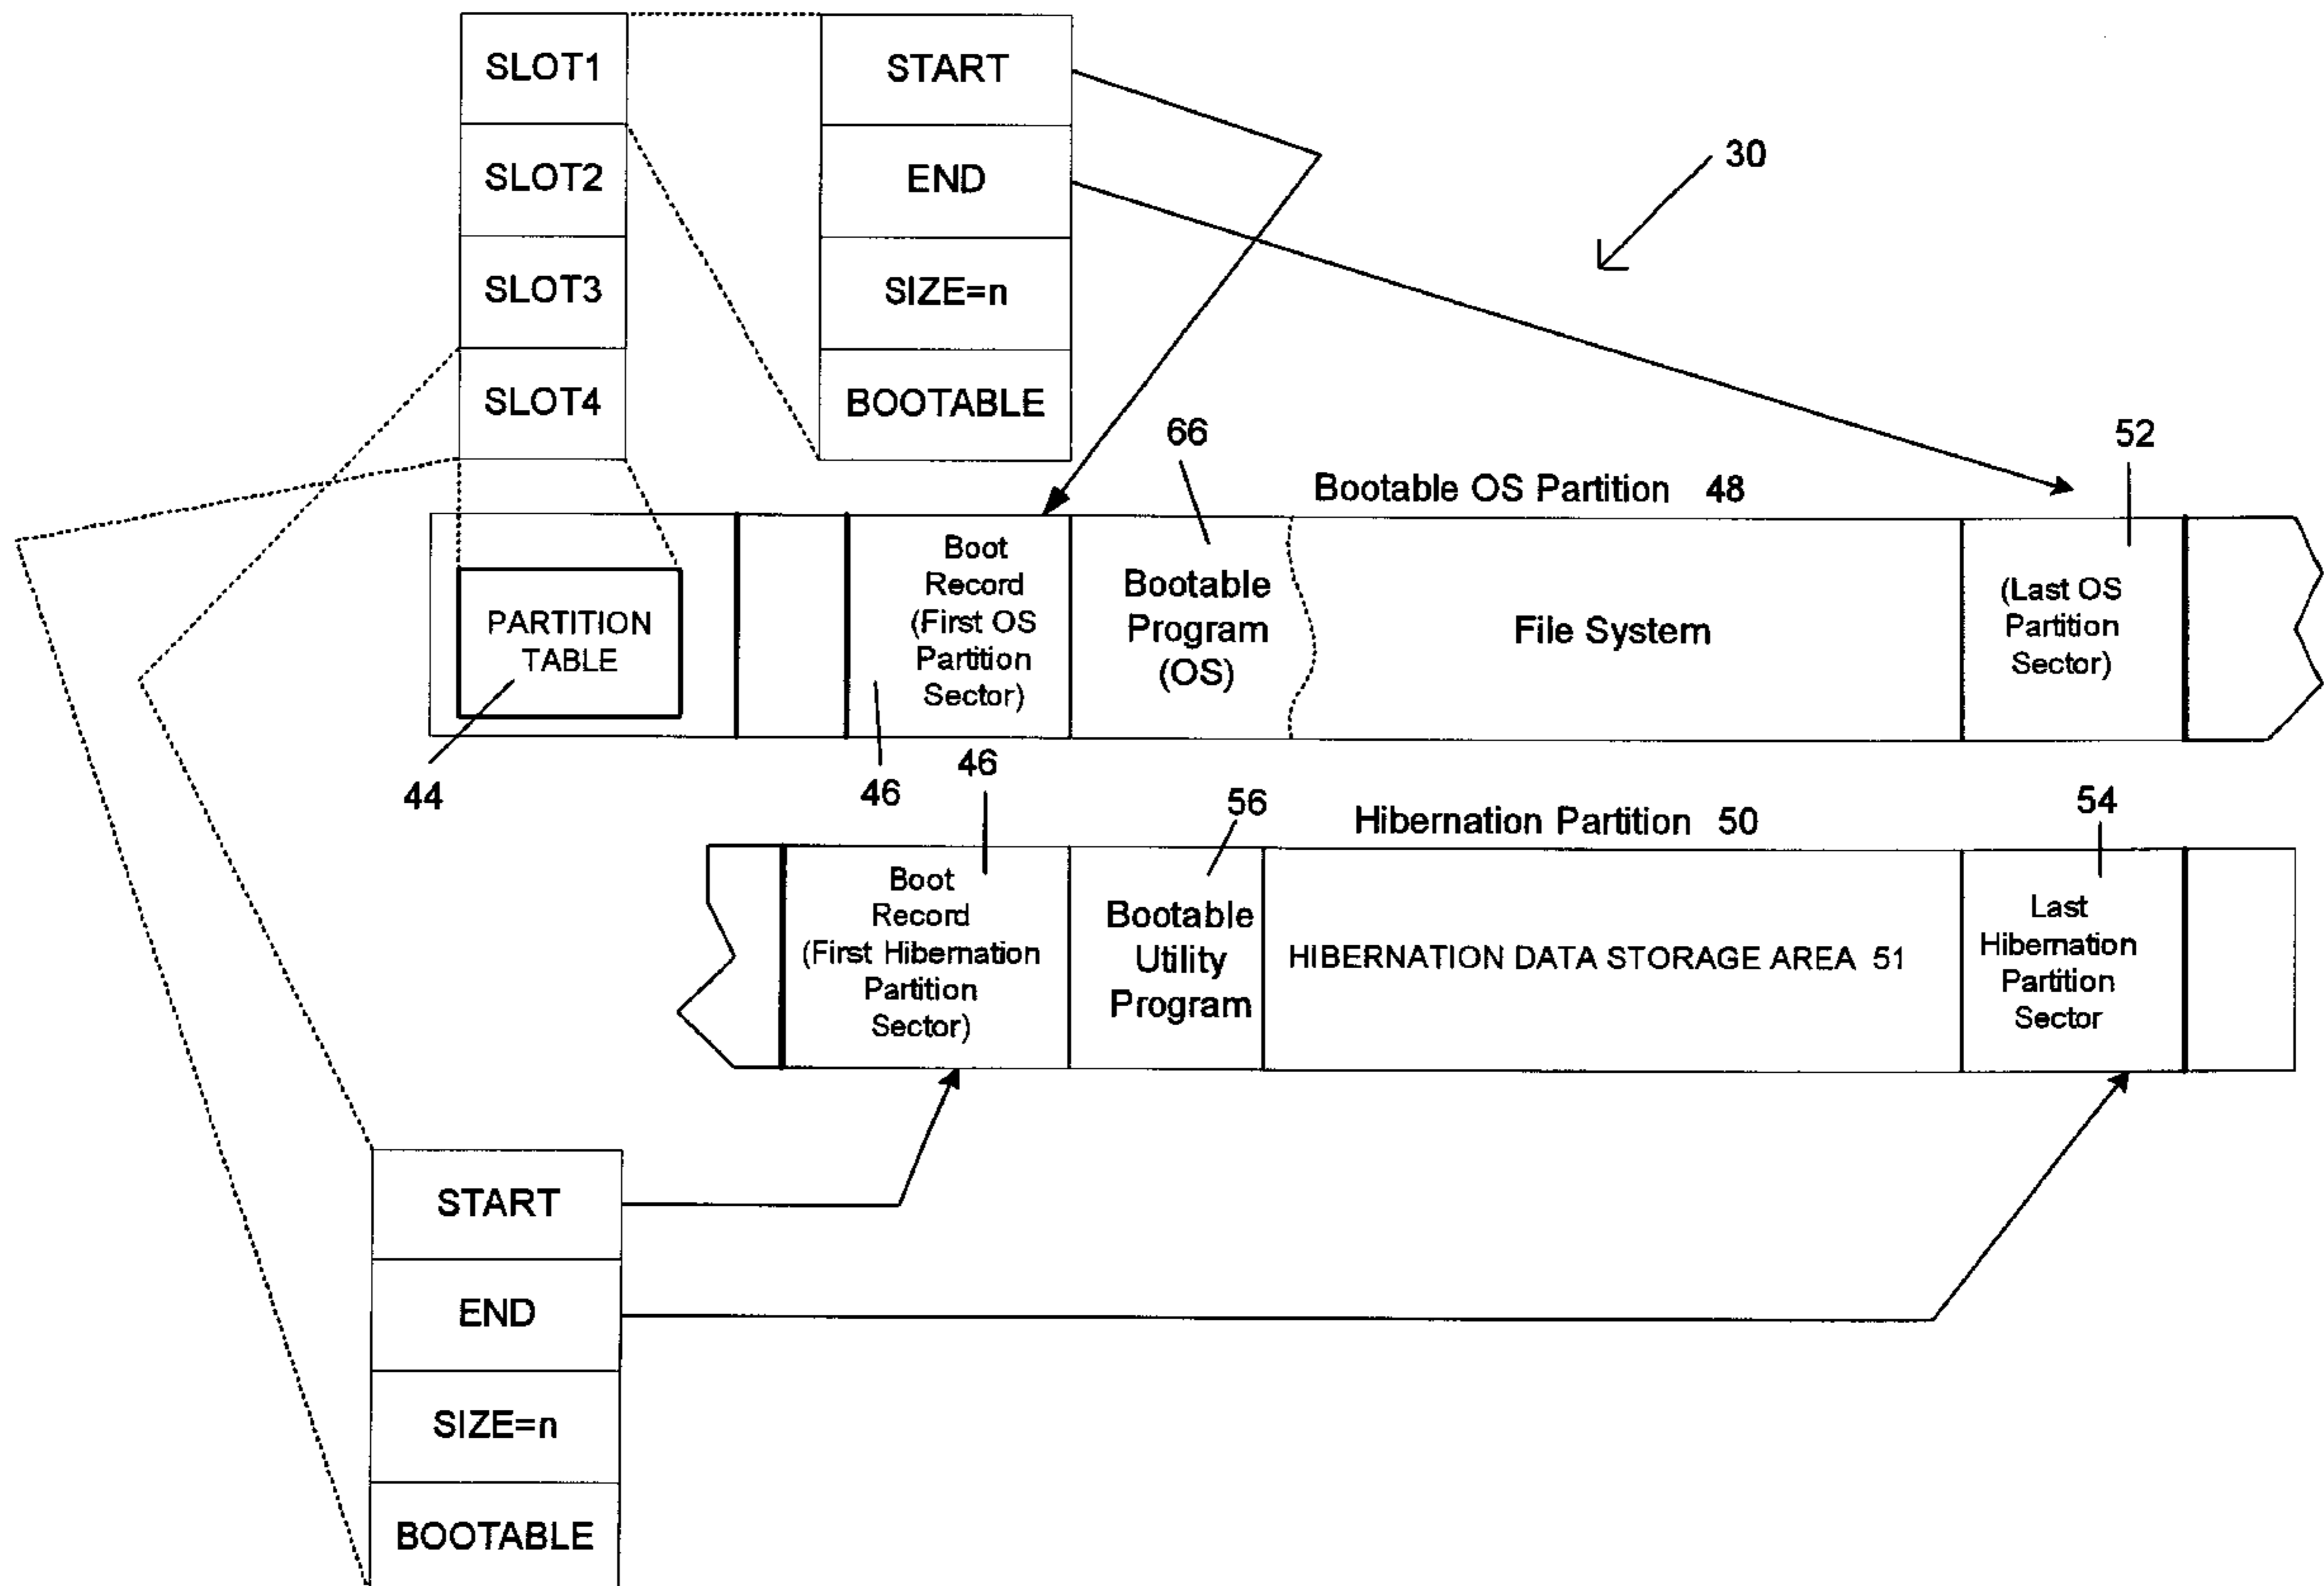 SLOT1
SLOT2
SLOT3
SLOT4
START
END
SIZE=n
BOOTABLE
30
66
52
Bootable OS Partition 48
PARTITION
TABLE
Boot
Record
(First OS
Partition
Sector)
Bootable
Program
(OS)
File System
(Last OS
Partition
Sector)
44
46
46
56
Hibernation Partition 50
54
Boot
Record
(First Hibernation
Partition
Sector)
Bootable
Utility
Program
HIBERNATION DATA STORAGE AREA 51
Last
Hibernation
Partition
Sector
START
END
SIZE=n
BOOTABLE